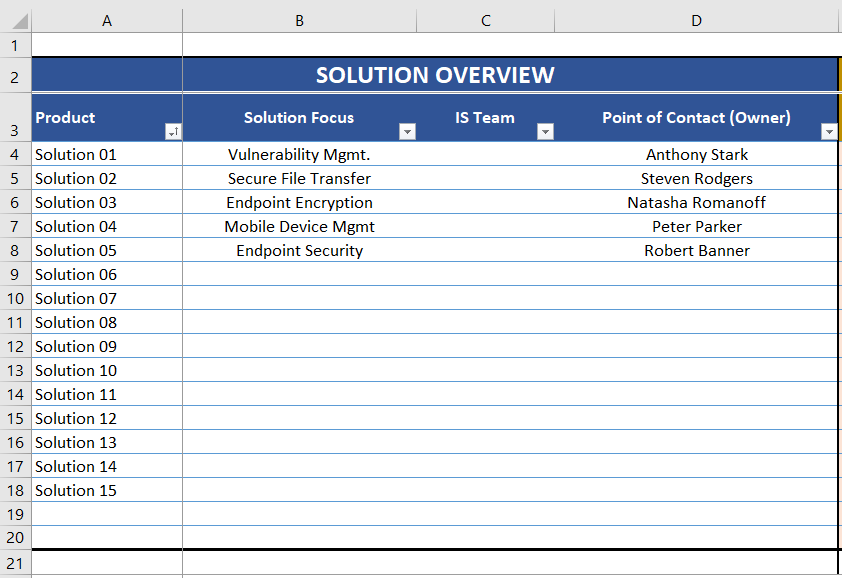 A B C D
1
2 SOLUTION OVERVIEW
3 Product Solution Focus IS Team Point of Contact (Owner)
4 Solution 01 Vulnerability Mgmt. Anthony Stark
5 Solution 02 Secure File Transfer Steven Rodgers
6 Solution 03 Endpoint Encryption Natasha Romanoff
7 Solution 04 Mobile Device Mgmt Peter Parker
8 Solution 05 Endpoint Security Robert Banner
9 Solution 06
10 Solution 07
11 Solution 08
12 Solution 09
13 Solution 10
14 Solution 11
15 Solution 12
16 Solution 13
17 Solution 14
18 Solution 15
19
20
21